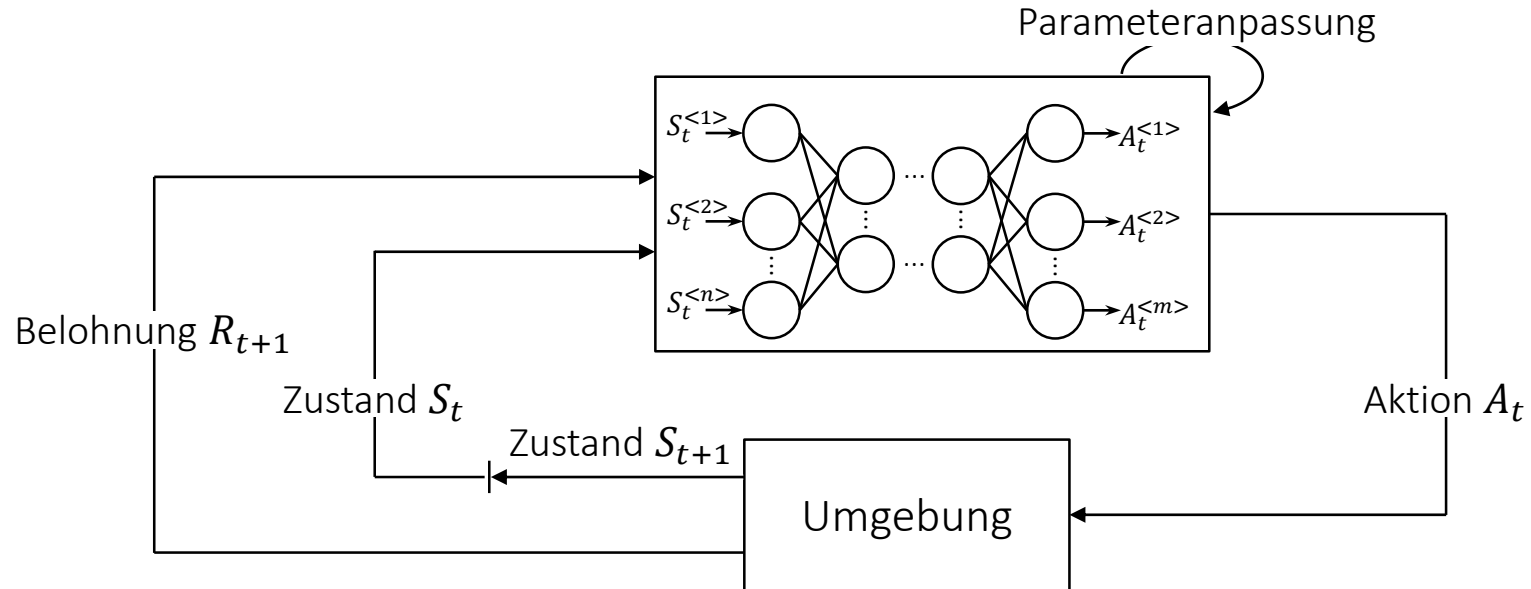 Parameteranpassung
S_t^{<1>} A_t^{<1>}
... ...
S_t^{<2>} A_t^{<2>}
... ...
S_t^{<n>} A_t^{<m>}
Belohnung R_{t+1}
Zustand S_t
Aktion A_t
Zustand S_{t+1}
Umgebung